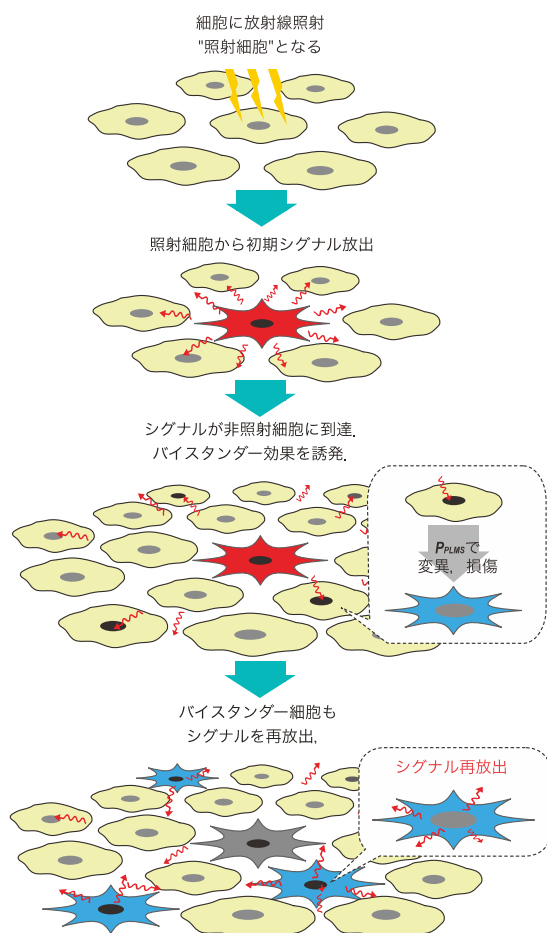 細胞に放射線照射
"照射細胞"となる
照射細胞から初期シグナル放出
シグナルが非照射細胞に到達.
バイスタンダー効果を誘発.
PPLMSで
変異, 損傷
バイスタンダー細胞も
シグナルを再放出,
シグナル再放出